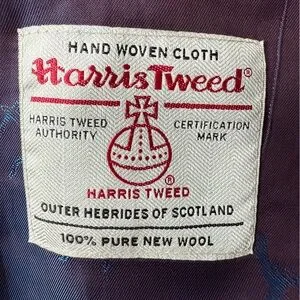 HAND WOVEN CLOTH
Harris Tweed®
HARRIS TWEED CERTIFICATION
AUTHORITY MARK
®
HARRIS TWEED
OUTER HEBRIDES OF SCOTLAND
100% PURE NEW WOOL